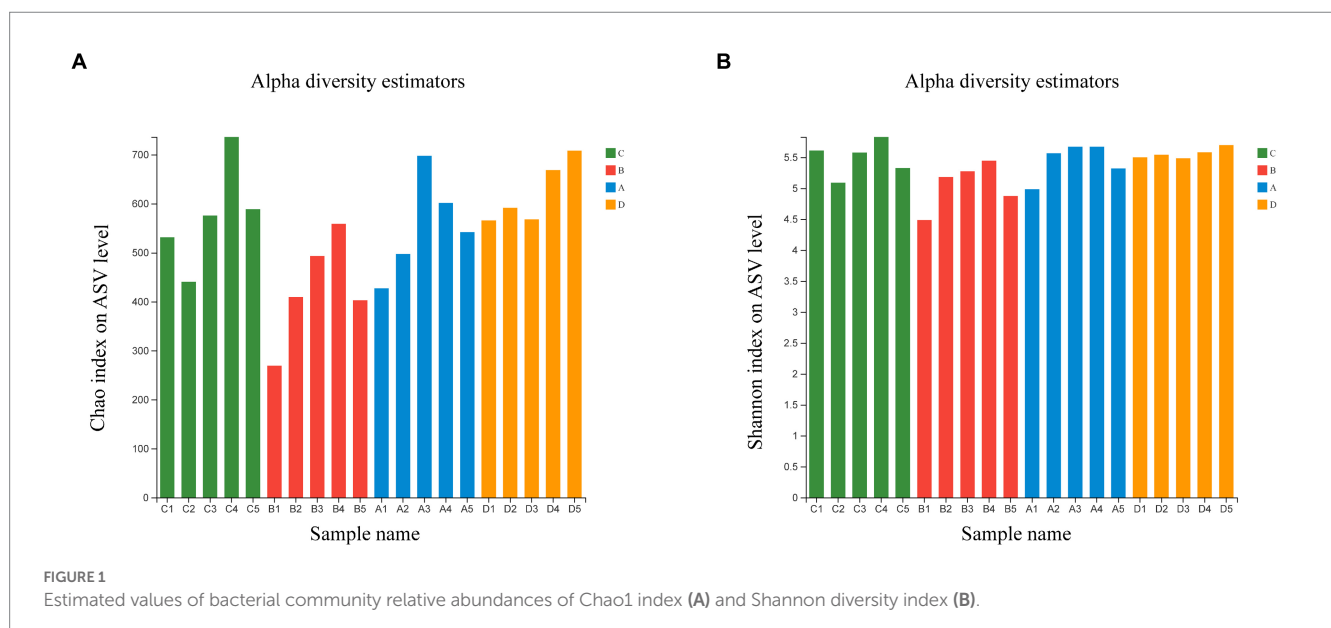 A
Alpha diversity estimators
700
600
500
400
300
200
100
0
Chao index on ASV level
C1 C2 C3 C4 C5 B1 B2 B3 B4 B5 A1 A2 A3 A4 A5 D1 D2 D3 D4 D5
Sample name
C
B
A
D
B
Alpha diversity estimators
5.5
5
4.5
4
3.5
3
2.5
2
1.5
1
0.5
0
Shannon index on ASV level
C1 C2 C3 C4 C5 B1 B2 B3 B4 B5 A1 A2 A3 A4 A5 D1 D2 D3 D4 D5
Sample name
C
B
A
D
FIGURE 1
Estimated values of bacterial community relative abundances of Chao1 index (A) and Shannon diversity index (B).